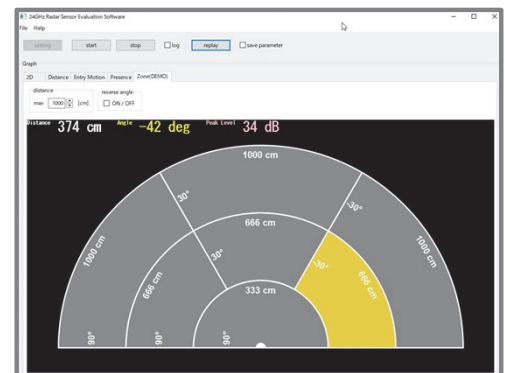 24GHz Radar Sensor Evaluation Software
File Help
setting start stop log replay save parameter
Graph
2D Distance Entry Motion Presence Zone(DEMO)
distance reverse angle
max 1000 [cm] ON / OFF
Distance 374 cm Angle -42 deg Peak Level 34 dB
1000 cm
30° -30°
1000 cm 666 cm 1000 cm
30° -30°
666 cm 333 cm 666 cm
90° 90° 90°